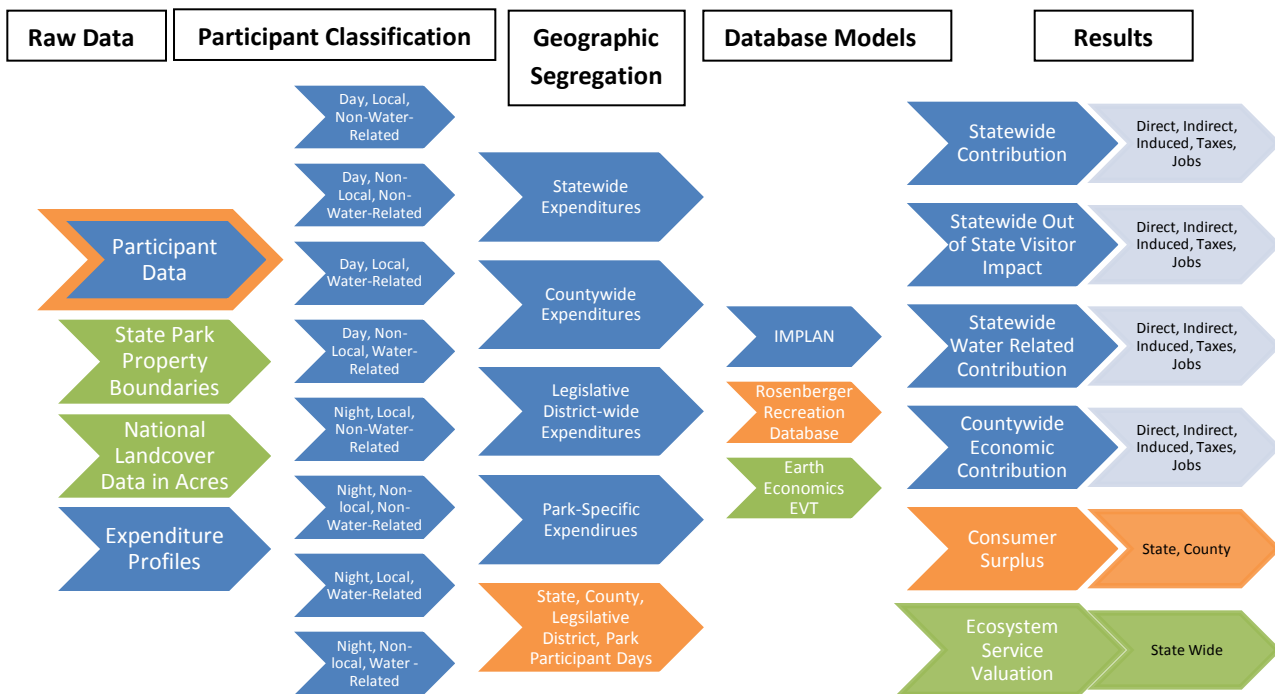 Raw Data
Participant Classification
Geographic
Segregation
Database Models
Results
Participant
Data
State Park
Property
Boundaries
National
Landcover
Data in Acres
Expenditure
Profiles
Day, Local,
Non-Water-
Related
Day, Non-
Local, Non-
Water-Related
Day, Local,
Water-Related
Day, Non-
Local, Water-
Related
Night, Local,
Non-Water-
Related
Night, Non-
local, Non-
Water-Related
Night, Local,
Water-Related
Night, Non-
local, Water -
Related
Statewide
Expenditures
Countywide
Expenditures
Legislative
District-wide
Expenditures
Park-Specific
Expendirues
State, County,
Legsilative
District, Park
Participant Days
IMPLAN
Rosenberger
Recreation
Database
Earth
Economics
EVT
Statewide
Contribution
Direct, Indirect,
Induced, Taxes,
Jobs
Statewide Out
of State Visitor
Impact
Direct, Indirect,
Induced, Taxes,
Jobs
Statewide
Water Related
Contribution
Direct, Indirect,
Induced, Taxes,
Jobs
Countywide
Economic
Contribution
Direct, Indirect,
Induced, Taxes,
Jobs
Consumer
Surplus
State, County
Ecosystem
Service
Valuation
State Wide